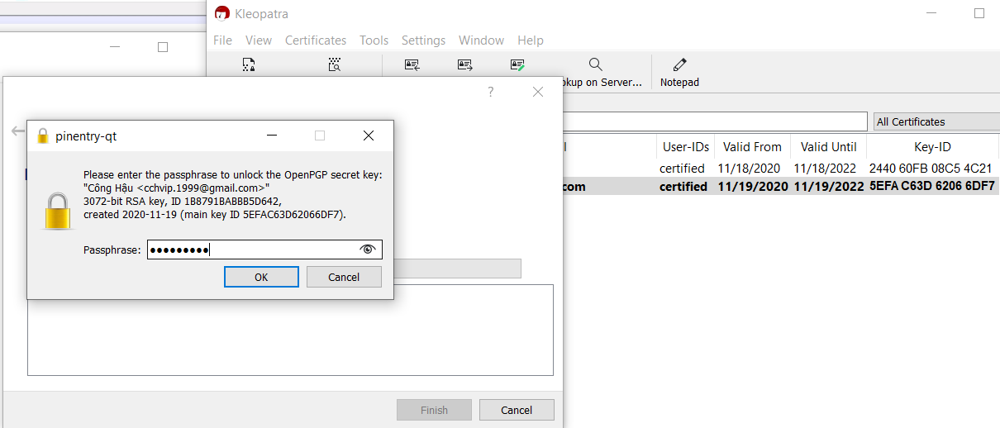 Kleopatra
File View Certificates Tools Settings Window Help
kup on Server... Notepad
?
All Certificates
User-IDs Valid From Valid Until Key-ID
certified 11/18/2020 11/18/2022 2440 60FB 08C5 4C21
.com certified 11/19/2020 11/19/2022 5EFA C63D 6206 6DF7
pinentry-qt
Please enter the passphrase to unlock the OpenPGP secret key:
"Công Hậu <cchvip.1999@gmail.com>"
3072-bit RSA key, ID 1B8791BABBB5D642,
created 2020-11-19 (main key ID 5EFAC63D62066DF7).
Passphrase: ●●●●●●●●●
OK Cancel
Finish Cancel